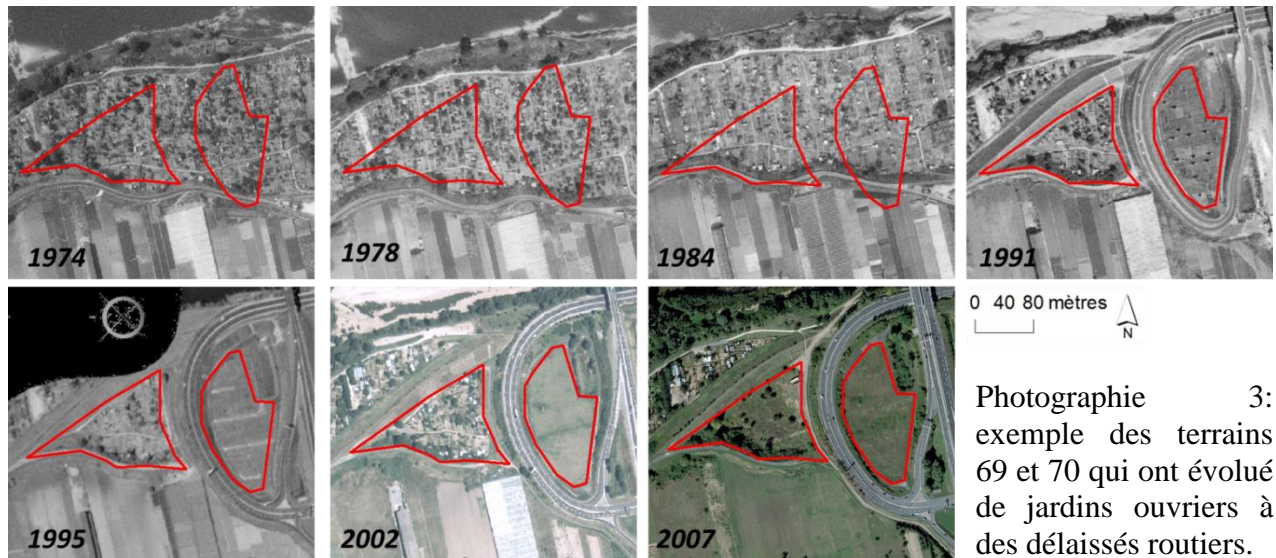 1974
1978
1984
1991
1995
2002
2007
0 40 80 mètres
N
Photographie 3:
exemple des terrains
69 et 70 qui ont évolué
de jardins ouvriers à
des délaissés routiers.